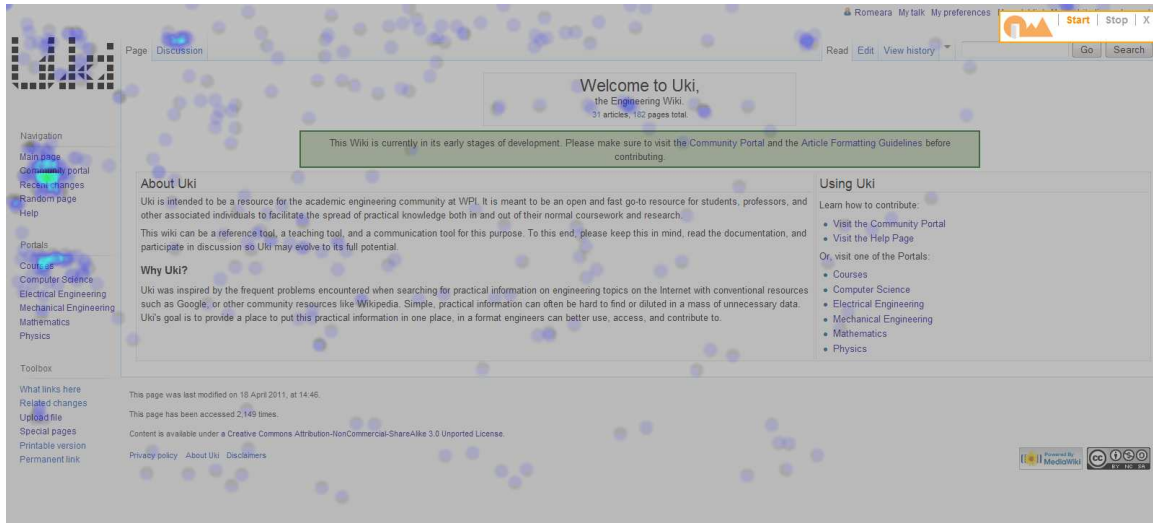 Romeara My talk My preferences
Start | Stop | X
Uki
Page Discussion
Read Edit View history
Go Search
Welcome to Uki,
the Engineering Wiki.
31 articles, 182 pages total.
This Wiki is currently in its early stages of development. Please make sure to visit the Community Portal and the Article Formatting Guidelines before
contributing.
Navigation
Main page
Community portal
Recent changes
Random page
Help
Portals
Courses
Computer Science
Electrical Engineering
Mechanical Engineering
Mathematics
Physics
Toolbox
What links here
Related changes
Upload file
Special pages
Printable version
Permanent link
About Uki
Uki is intended to be a resource for the academic engineering community at WPI. It is meant to be an open and fast go-to resource for students, professors, and
other associated individuals to facilitate the spread of practical knowledge both in and out of their normal coursework and research.
This wiki can be a reference tool, a teaching tool, and a communication tool for this purpose. To this end, please keep this in mind, read the documentation, and
participate in discussion so Uki may evolve to its full potential.
Why Uki?
Uki was inspired by the frequent problems encountered when searching for practical information on engineering topics on the Internet with conventional resources
such as Google, or other community resources like Wikipedia. Simple, practical information can often be hard to find or diluted in a mass of unnecessary data.
Uki's goal is to provide a place to put this practical information in one place, in a format engineers can better use, access, and contribute to.
Using Uki
Learn how to contribute:
Visit the Community Portal
Visit the Help Page
Or, visit one of the Portals:
Courses
Computer Science
Electrical Engineering
Mechanical Engineering
Mathematics
Physics
This page was last modified on 18 April 2011, at 14:46.
This page has been accessed 2,149 times.
Content is available under a Creative Commons Attribution-NonCommercial-ShareAlike 3.0 Unported License.
Privacy policy About Uki Disclaimers
Powered By
MediaWiki
cc
BY NC SA